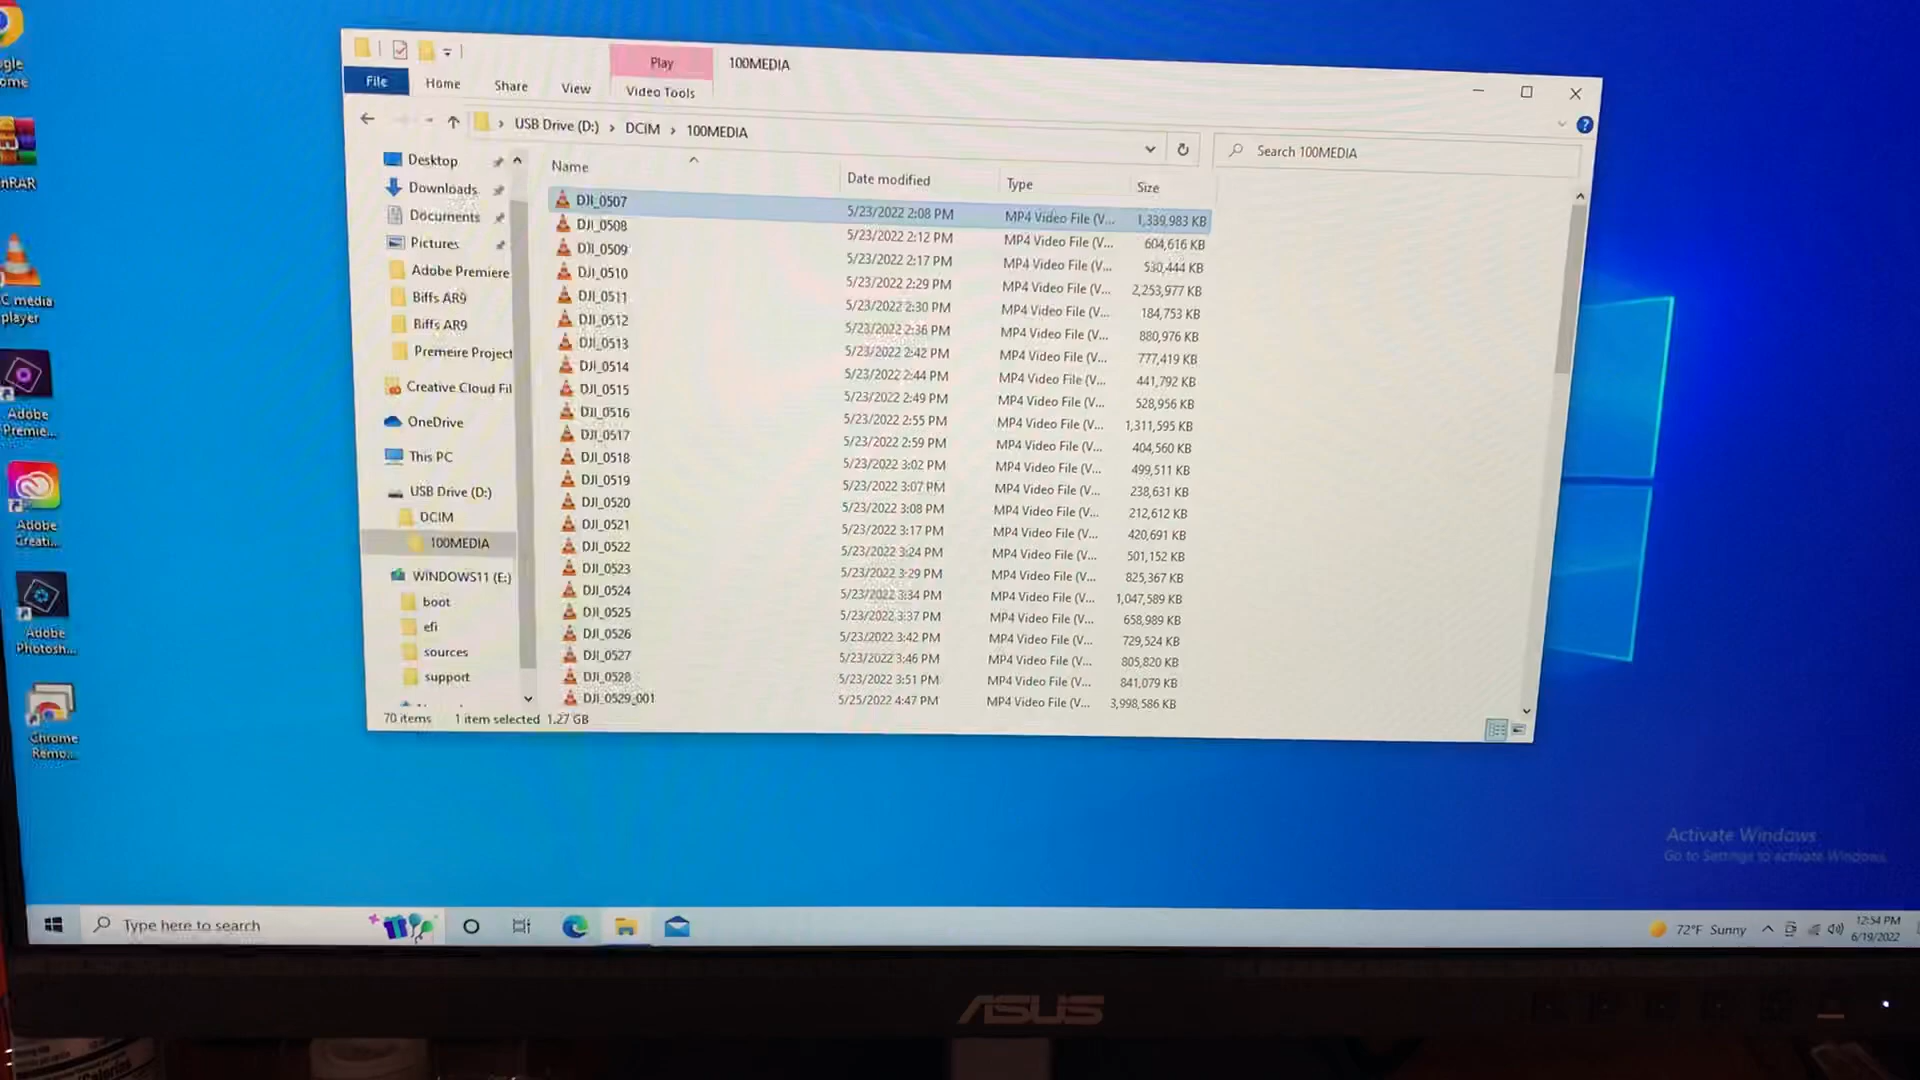 Play
100MEDIA
File
Home
Share
View
Video Tools
USB Drive (D:) > DCIM > 100MEDIA
Search 100MEDIA
Name
Date modified
Type
Size
DJI_0507 5/23/2022 2:08 PM MP4 Video File (V... 1,339,983 KB
DJI_0508 5/23/2022 2:12 PM MP4 Video File (V... 604,616 KB
DJI_0509 5/23/2022 2:17 PM MP4 Video File (V... 530,444 KB
DJI_0510 5/23/2022 2:29 PM MP4 Video File (V... 2,253,977 KB
DJI_0511 5/23/2022 2:30 PM MP4 Video File (V... 184,753 KB
DJI_0512 5/23/2022 2:36 PM MP4 Video File (V... 880,976 KB
DJI_0513 5/23/2022 2:42 PM MP4 Video File (V... 777,419 KB
DJI_0514 5/23/2022 2:44 PM MP4 Video File (V... 441,792 KB
DJI_0515 5/23/2022 2:49 PM MP4 Video File (V... 528,956 KB
DJI_0516 5/23/2022 2:55 PM MP4 Video File (V... 1,311,595 KB
DJI_0517 5/23/2022 2:59 PM MP4 Video File (V... 404,560 KB
DJI_0518 5/23/2022 3:02 PM MP4 Video File (V... 499,511 KB
DJI_0519 5/23/2022 3:07 PM MP4 Video File (V... 238,631 KB
DJI_0520 5/23/2022 3:08 PM MP4 Video File (V... 212,612 KB
DJI_0521 5/23/2022 3:17 PM MP4 Video File (V... 420,691 KB
DJI_0522 5/23/2022 3:24 PM MP4 Video File (V... 501,152 KB
DJI_0523 5/23/2022 3:29 PM MP4 Video File (V... 825,367 KB
DJI_0524 5/23/2022 3:34 PM MP4 Video File (V... 1,047,589 KB
DJI_0525 5/23/2022 3:37 PM MP4 Video File (V... 658,989 KB
DJI_0526 5/23/2022 3:42 PM MP4 Video File (V... 729,524 KB
DJI_0527 5/23/2022 3:46 PM MP4 Video File (V... 805,820 KB
DJI_0528 5/23/2022 3:51 PM MP4 Video File (V... 841,079 KB
DJI_0529_001 5/25/2022 4:47 PM MP4 Video File (V... 3,998,586 KB
Desktop
Downloads
Documents
Pictures
Adobe Premiere
Biffs AR9
Biffs AR9
Premeire Project
Creative Cloud Fil
OneDrive
This PC
USB Drive (D:)
DCIM
100MEDIA
WINDOWS11 (E:)
boot
efi
sources
support
70 items 1 item selected 1.27 GB
gle
ome
nRAR
C media
player
Adobe
Premie...
Adobe
Creati...
Adobe
Photosh...
Chrome
Remo...
Activate Windows
Go to Settings to activate Windows.
Type here to search
72°F Sunny
12:54 PM
6/19/2022
ASUS
Calories